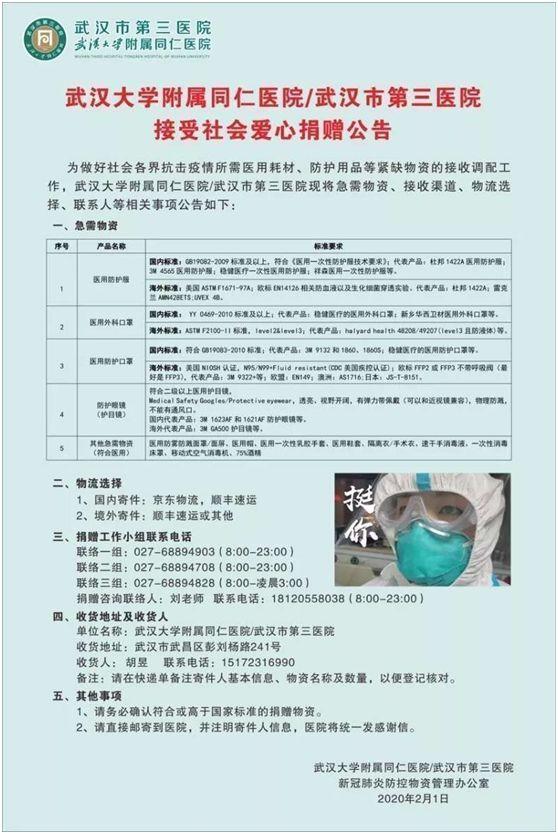 武汉市第三医院
武汉大学附属同仁医院
WUHAN THIRD HOSPITAL TONGREN HOSPITAL OF WUHAN UNIVERSITY
武汉大学附属同仁医院/武汉市第三医院
接受社会爱心捐赠公告
为做好社会各界抗击疫情所需医用耗材、防护用品等紧缺物资的接收调配工
作，武汉大学附属同仁医院/武汉市第三医院现将急需物资、接收渠道、物流选
择、联系人等相关事项公告如下：
一、急需物资
序号 产品名称 标准要求
1 医用防护服
国内标准：GB19082-2009 标准及以上，符合《医用一次性防护服技术要求》；代表产品：杜邦 1422A 医用防护服；
3M 4565 医用防护服；稳健医疗一次性医用防护服；祥森医用一次性防护服等。
海外标准：美国 ASTM F1671-97A；欧标 EN14126 相关防血液以及生化细菌穿透实验。代表产品：杜邦 1422A；雷克
兰 AMN428ETS;UVEX 4B。
2 医用外科口罩
国内标准： YY 0469-2010 标准及以上；代表产品：稳健医疗的医用外科口罩；新乡华西卫材医用外科口罩等。
海外标准：ASTM F2100-11 标准，level2&level3；代表产品：halyard health 48208/49207(level3 且防液体)等。
3 医用防护口罩
国内标准：符合 GB19083-2010 标准；代表产品：3M 9132 和 1860、1860S；稳健医疗的医用防护口罩等。
海外标准：美国 NIOSH 认证，N95/N99+Fluid resistant(CDC 美国疾控认证)；欧标 FFP2 或 FFP3 不带呼吸阀（最
好是 FFP3），代表产品：3M 9322+等；欧盟：EN149；澳洲：AS1716;日本：JS-T-8151.
4 防护眼镜
（护目镜）
符合二级以上医用护目镜，
Medical Safety Googles/Protective eyewear，透亮、视野开阔，有弹力带佩戴（可以和近视镜兼容），物理防溅，
不能有通风口。
国内代表产品：3M 1623AF 和 1621AF 防护眼镜等。
海外代表产品：3M GA500 护目镜等。
5 其他急需物资
（符合医用）
医用防雾防溅面罩/面屏、医用帽、医用一次性乳胶手套、医用鞋套、隔离衣/手术衣、速干手消毒液、一次性消毒
床罩、移动式空气消毒机、75%酒精
二、物流选择
1、国内寄件：京东物流，顺丰速运
2、境外寄件：顺丰速运或其他
挺你
三、捐赠工作小组联系电话
联络一组：027-68894903（8:00-23:00）
联络二组：027-68894708（8:00-23:00）
联络三组：027-68894828（8:00-凌晨3:00）
捐赠咨询联络人：刘老师 联系电话：18120558038（8:00-23:00）
四、收货地址及收货人
单位名称：武汉大学附属同仁医院/武汉市第三医院
收货地址：武汉市武昌区彭刘杨路241号
收货人： 胡昱 联系电话：15172316990
备注：请在快递单备注寄件人基本信息、物资名称及数量，以便登记核对。
五、其他事项
1、请务必确认符合或高于国家标准的捐赠物资。
2、请直接邮寄到医院，并注明寄件人信息，医院将统一发感谢信。
武汉大学附属同仁医院/武汉市第三医院
新冠肺炎防控物资管理办公室
2020年2月1日